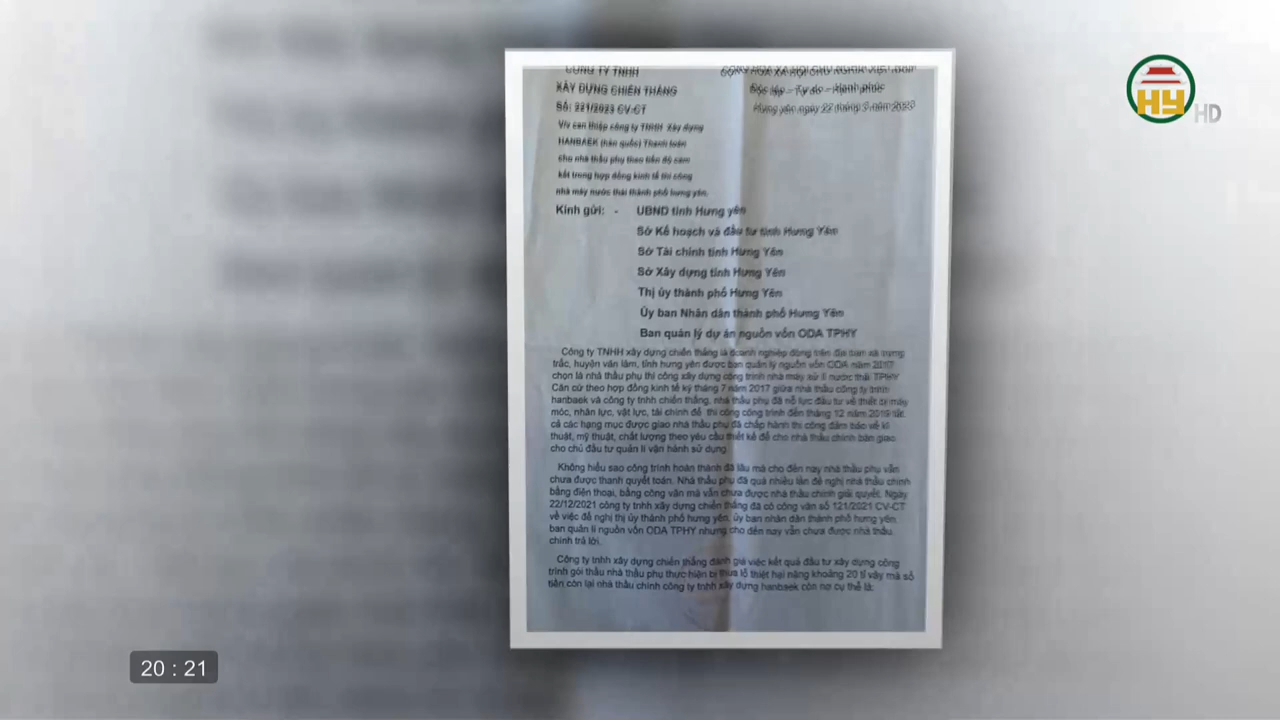 CÔNG TY TNHH
CỘNG HÒA XÃ HỘI CHỦ NGHĨA VIỆT NAM
XÂY DỰNG CHIẾN THẮNG
Độc lập – Tự do – Hạnh phúc
Số: 221/2023 CV-CT
Hưng yên ngày 22 tháng 3 năm 2023
V/v can thiệp công ty TNHH Xây dựng
HANBAEK (hàn quốc) Thanh toán
cho nhà thầu phụ theo tiến độ cam
kết trong hợp đồng kinh tế thi công
nhà máy nước thải thành phố hưng yên.
Kính gửi: - UBND tỉnh Hưng yên
Sở Kế hoạch và đầu tư tỉnh Hưng Yên
Sở Tài chính tỉnh Hưng Yên
Sở Xây dựng tỉnh Hưng Yên
Thị ủy thành phố Hưng Yên
Ủy ban Nhân dân thành phố Hưng Yên
Ban quản lý dự án nguồn vốn ODA TPHY
Công ty TNHH xây dựng chiến thắng là doanh nghiệp đóng trên địa bàn xã trưng
trắc, huyện văn lâm, tỉnh hưng yên được ban quản lý nguồn vốn ODA năm 2017
chọn là nhà thầu phụ thi công xây dựng công trình nhà máy xử lí nước thải TPHY
Căn cứ theo hợp đồng kinh tế ký tháng 7 năm 2017 giữa nhà thầu công ty tnhh
hanbaek và công ty tnhh chiến thắng, nhà thầu phụ đã nỗ lực đầu tư về thiết bị máy
móc, nhân lực, vật lực, tài chính để thi công công trình đến tháng 12 năm 2019 tất
cả các hạng mục được giao nhà thầu phụ đã chấp hành thi công đảm bảo về kĩ
thuật, mỹ thuật, chất lượng theo yêu cầu thiết kế để cho nhà thầu chính bàn giao
cho chủ đầu tư quản lí vận hành sử dụng
Không hiểu sao công trình hoàn thành đã lâu mà cho đến nay nhà thầu phụ vẫn
chưa được thanh quyết toán. Nhà thầu phụ đã quá nhiều lần đề nghị nhà thầu chính
bằng điện thoại, bằng công văn mà vẫn chưa được nhà thầu chính giải quyết. Ngày
22/12/2021 công ty tnhh xây dựng chiến thắng đã có công văn số 121/2021 CV-CT
về việc đề nghị thị ủy thành phố hưng yên, ủy ban nhân dân thành phố hưng yên
ban quản lí nguồn vốn ODA TPHY nhưng cho đến nay vẫn chưa được nhà thầu
chính trả lời.
Công ty tnhh xây dựng chiến thắng đánh giá việc kết quả đầu tư xây dựng công
trình gói thầu nhà thầu phụ thực hiện bị thua lỗ thiệt hại nặng khoảng 20 tỉ vậy mà số
tiền còn lại nhà thầu chính công ty tnhh xây dựng hanbaek còn nợ cụ thể là:
HY HD
20 : 21